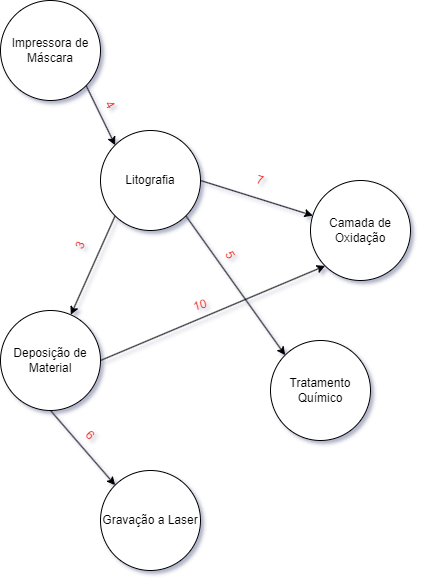 Impressora de
Máscara
4
Litografia
7
Camada de
Oxidação
3
5
10
Deposição de
Material
Tratamento
Químico
6
Gravação a Laser